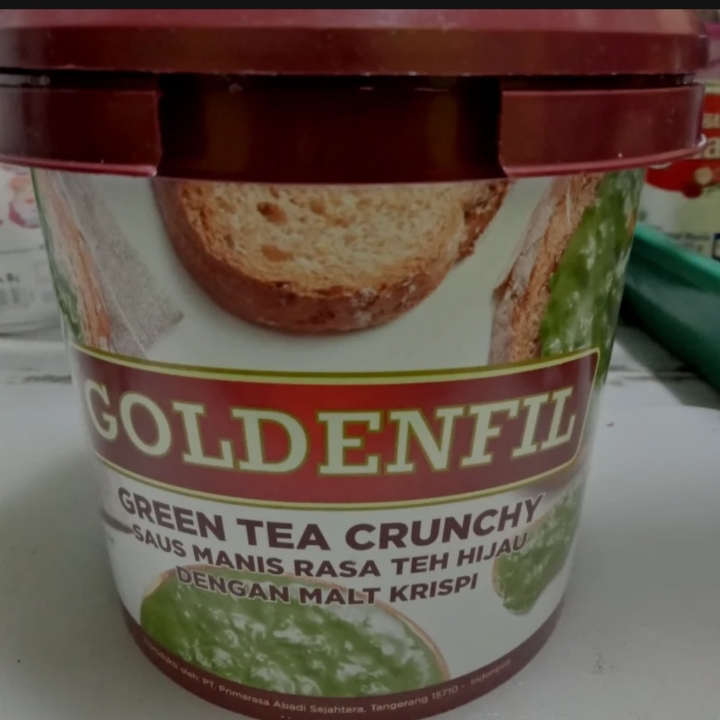 GOLDENFIL
GREEN TEA CRUNCHY
SAUS MANIS RASA TEH HIJAU
DENGAN MALT KRISPI
oleh: PT. Primarasa Abadi Sejahtera, Tangerang 15710 - Indonesia